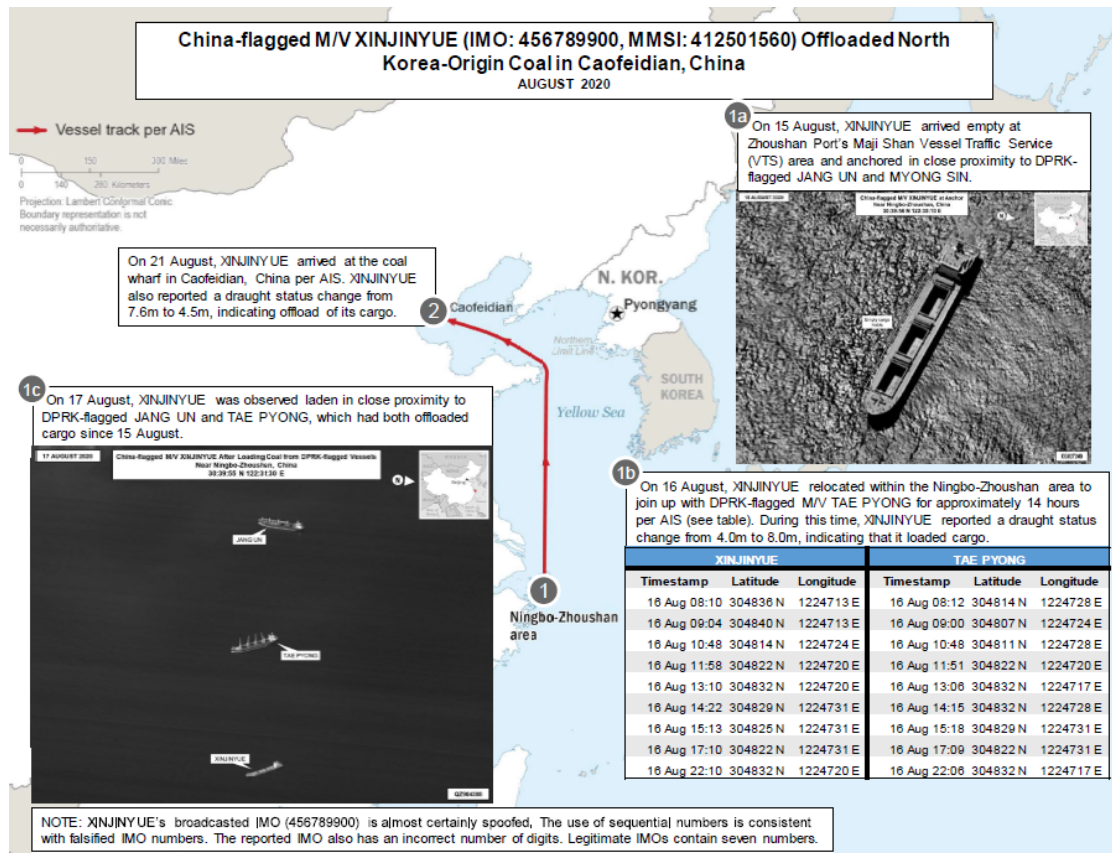 China-flagged M/V XINJINYUE (IMO: 456789900, MMSI: 412501560) Offloaded North
Korea-Origin Coal in Caofeidian, China
AUGUST 2020
Vessel track per AIS
0 150 300 Miles
0 140 280 Kilometers
Projection: Lambert Conformal Conic
Boundary representation is not
necessarily authoritative.
1a
On 15 August, XINJINYUE arrived empty at
Zhoushan Port's Maji Shan Vessel Traffic Service
(VTS) area and anchored in close proximity to DPRK-
flagged JANG UN and MYONG SIN.
China-flagged M/V XINJINYUE at Anchor
Near Ningbo-Zhoushan, China
N
Empty cargo
holds
On 21 August, XINJINYUE arrived at the coal
wharf in Caofeidian, China per AIS. XINJINYUE
also reported a draught status change from
7.6m to 4.5m, indicating offload of its cargo.
2
Caofeidian
N. KOR.
Pyongyang
Northern
Limit Line
SOUTH
KOREA
Yellow Sea
1
Ningbo-Zhoushan
area
1c
On 17 August, XINJINYUE was observed laden in close proximity to
DPRK-flagged JANG UN and TAE PYONG, which had both offloaded
cargo since 15 August.
17 AUGUST 2020
China-flagged M/V XINJINYUE After Loading Coal from DPRK-flagged Vessels
Near Ningbo-Zhoushan, China
30:39:55 N 122:31:30 E
N
JANG UN
TAE PYONG
XINJINYUE
1b
On 16 August, XINJINYUE relocated within the Ningbo-Zhoushan area to
join up with DPRK-flagged M/V TAE PYONG for approximately 14 hours
per AIS (see table). During this time, XINJINYUE reported a draught status
change from 4.0m to 8.0m, indicating that it loaded cargo.
XINJINYUE TAE PYONG
Timestamp Latitude Longitude Timestamp Latitude Longitude
16 Aug 08:10 304836 N 1224713 E 16 Aug 08:12 304814 N 1224728 E
16 Aug 09:04 304840 N 1224713 E 16 Aug 09:00 304807 N 1224724 E
16 Aug 10:48 304814 N 1224724 E 16 Aug 10:48 304811 N 1224728 E
16 Aug 11:58 304822 N 1224720 E 16 Aug 11:51 304822 N 1224720 E
16 Aug 13:10 304832 N 1224720 E 16 Aug 13:06 304832 N 1224717 E
16 Aug 14:22 304829 N 1224731 E 16 Aug 14:15 304832 N 1224728 E
16 Aug 15:13 304825 N 1224731 E 16 Aug 15:18 304829 N 1224731 E
16 Aug 17:10 304822 N 1224731 E 16 Aug 17:09 304822 N 1224731 E
16 Aug 22:10 304832 N 1224720 E 16 Aug 22:06 304832 N 1224717 E
NOTE: XINJINYUE's broadcasted IMO (456789900) is almost certainly spoofed, The use of sequential numbers is consistent
with falsified IMO numbers. The reported IMO also has an incorrect number of digits. Legitimate IMOs contain seven numbers.